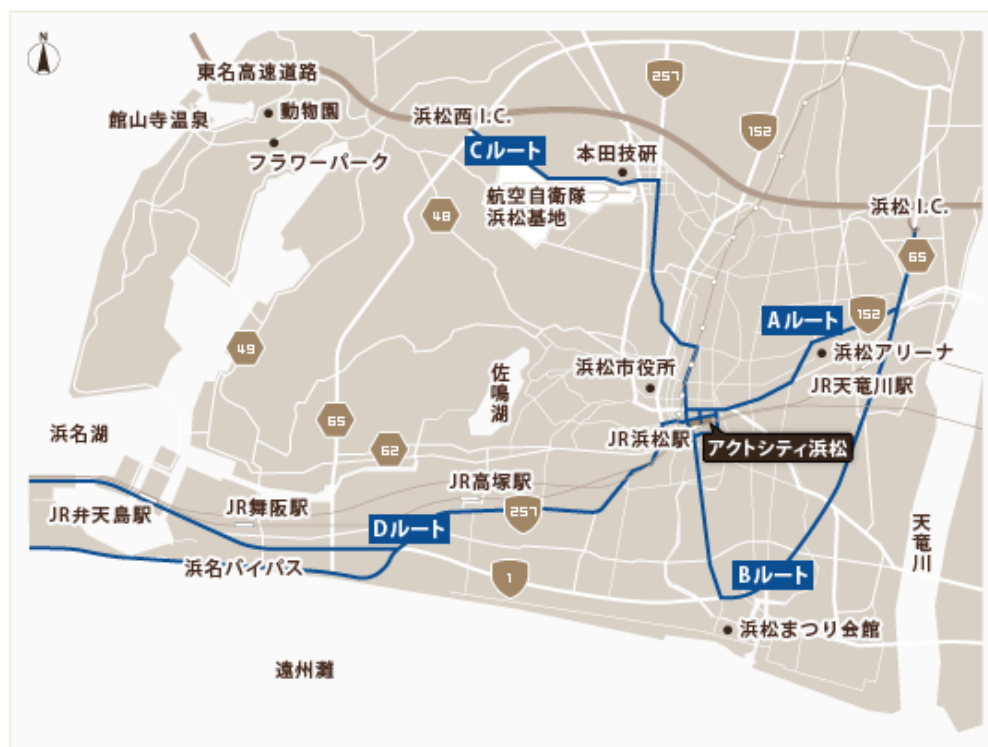 N
東名高速道路
257
館山寺温泉
動物園
浜松西 I.C.
152
フラワーパーク
Cルート
本田技研
航空自衛隊
浜松基地
48
浜松 I.C.
65
Aルート
152
49
浜松アリーナ
佐鳴湖
浜松市役所
JR天竜川駅
65
浜名湖
62
JR浜松駅
アクトシティ浜松
JR高塚駅
JR舞阪駅
JR弁天島駅
257
Dルート
天竜川
浜名バイパス
1
Bルート
浜松まつり会館
遠州灘